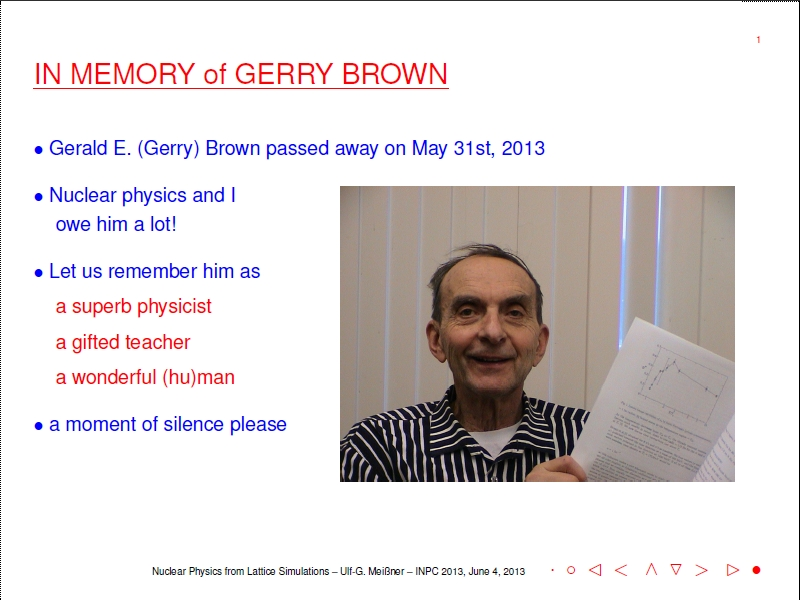 1
IN MEMORY of GERRY BROWN
• Gerald E. (Gerry) Brown passed away on May 31st, 2013
• Nuclear physics and I
owe him a lot!
• Let us remember him as
a superb physicist
a gifted teacher
a wonderful (hu)man
• a moment of silence please
Nuclear Physics from Lattice Simulations – Ulf-G. Meißner – INPC 2013, June 4, 2013